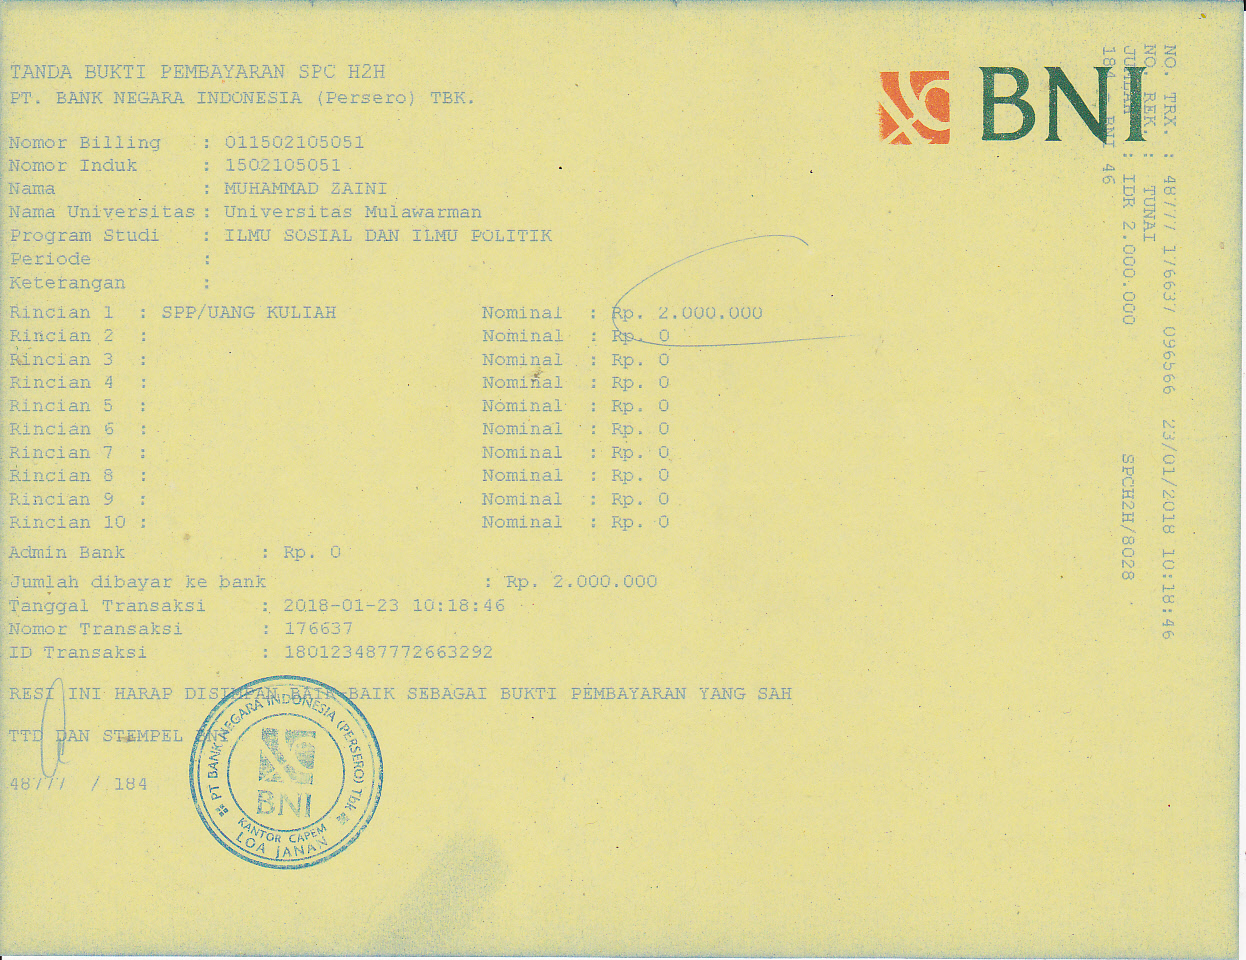 TANDA BUKTI PEMBAYARAN SPC H2H
PT. BANK NEGARA INDONESIA (Persero) TBK.
BNI
Nomor Billing : 011502105051
Nomor Induk : 1502105051
Nama : MUHAMMAD ZAINI
Nama Universitas : Universitas Mulawarman
Program Studi : ILMU SOSIAL DAN ILMU POLITIK
Periode :
Keterangan :
Rincian 1 : SPP/UANG KULIAH Nominal : Rp. 2.000.000
Rincian 2 : Nominal : Rp. 0
Rincian 3 : Nominal : Rp. 0
Rincian 4 : Nominal : Rp. 0
Rincian 5 : Nominal : Rp. 0
Rincian 6 : Nominal : Rp. 0
Rincian 7 : Nominal : Rp. 0
Rincian 8 : Nominal : Rp. 0
Rincian 9 : Nominal : Rp. 0
Rincian 10 : Nominal : Rp. 0
Admin Bank : Rp. 0
Jumlah dibayar ke bank : Rp. 2.000.000
Tanggal Transaksi : 2018-01-23 10:18:46
Nomor Transaksi : 176637
ID Transaksi : 180123487772663292
RESI INI HARAP DISIMPAN BAIK-BAIK SEBAGAI BUKTI PEMBAYARAN YANG SAH
TTD DAN STEMPEL BNI
48777 / 184
PT BANK NEGARA INDONESIA (PERSERO) Tbk
BNI
KANTOR CAPEM
LOA JANAN
NO. TRX. : 48777 176637 096566 23/01/2018 10:18:46
NO. REK. : TUNAI
JUMLAH : IDR 2.000.000 SPCH2H/8028
184 - BNI 46